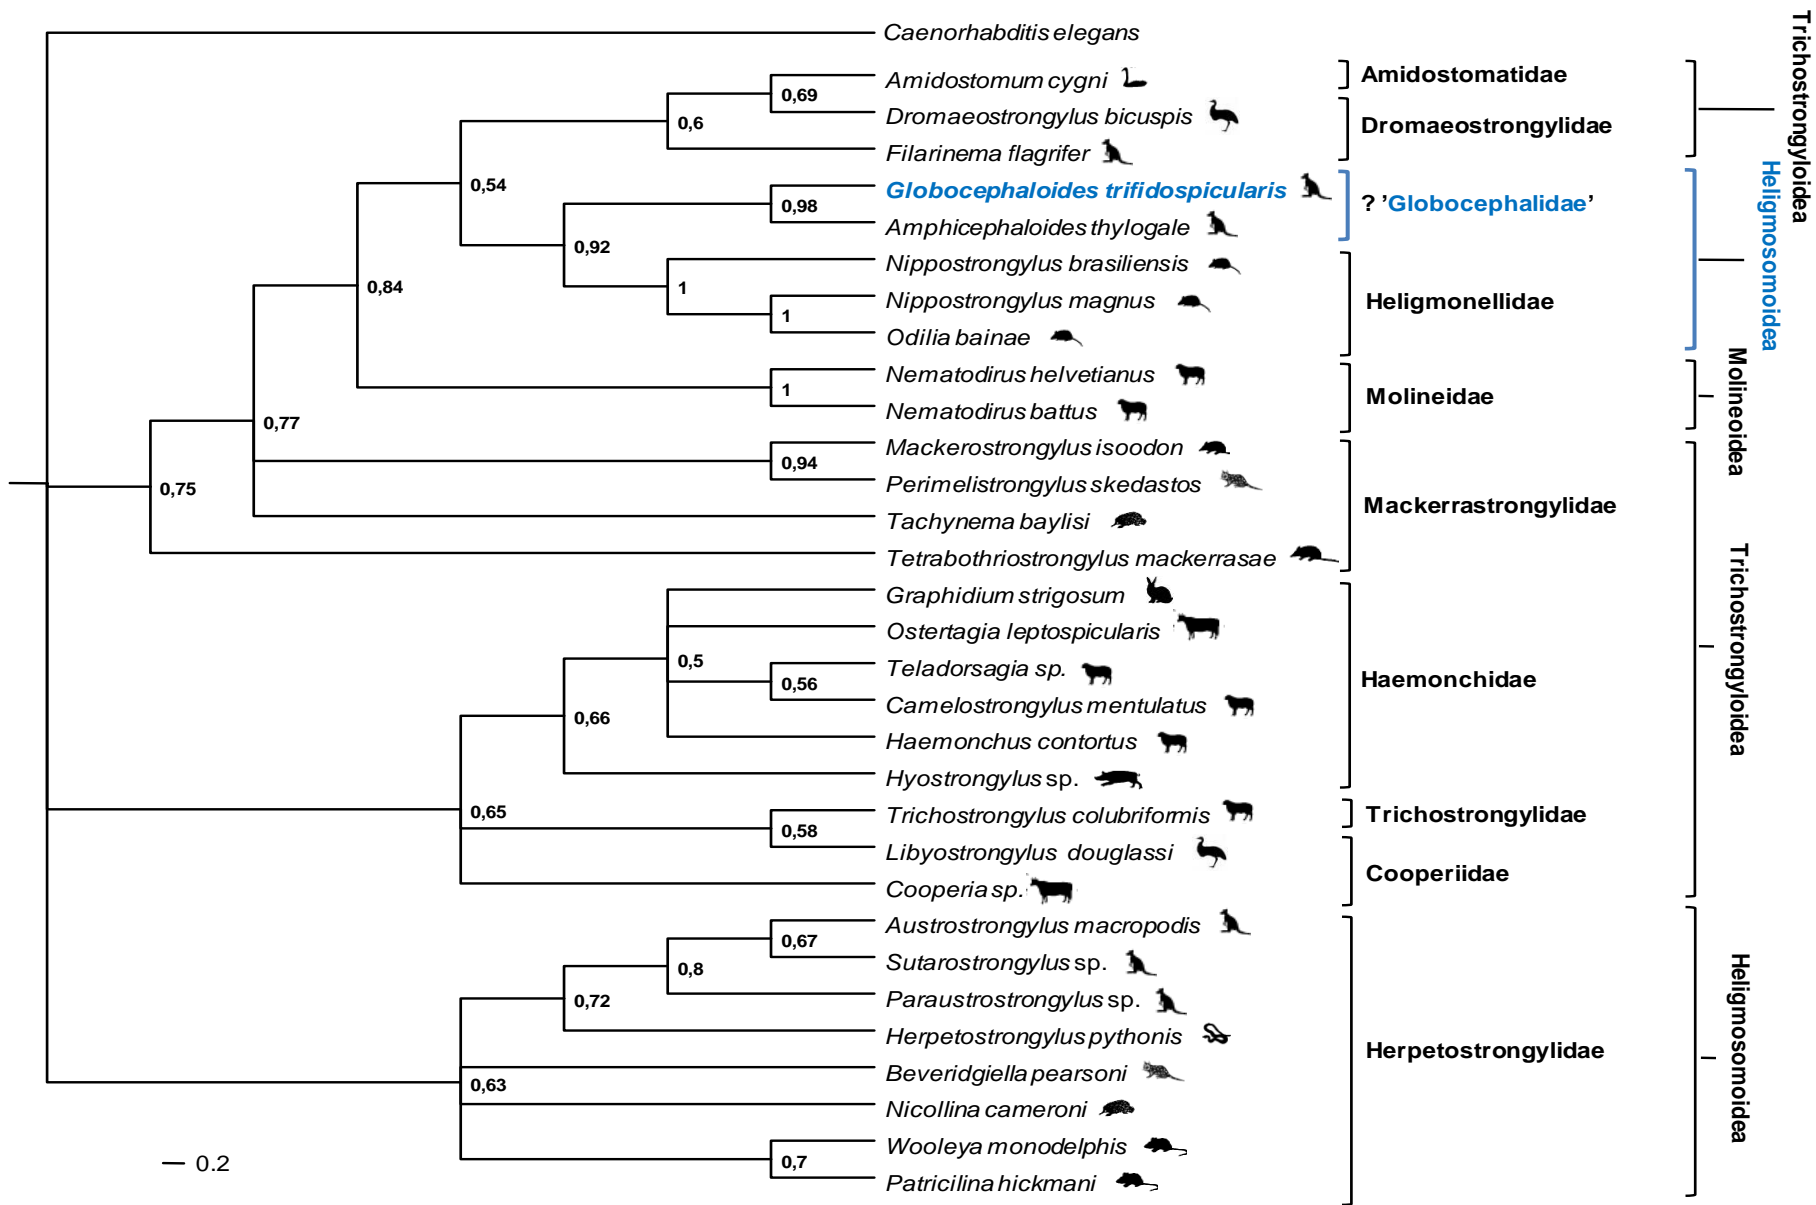 Caenorhabditis elegans
Amidostomum cygni
Dromaeostrongylus bicuspis
Filarinema flagrifer
Globocephaloides trifidospicularis
Amphicephaloides thylogale
Nippostrongylus brasiliensis
Nippostrongylus magnus
Odilia bainae
Nematodirus helvetianus
Nematodirus battus
Mackerostrongylus isoodon
Perimelistrongylus skedastos
Tachynema baylisi
Tetrabothriostrongylus mackerrasae
Graphidium strigosum
Ostertagia leptospicularis
Teladorsagia sp.
Camelostrongylus mentulatus
Haemonchus contortus
Hyostrongylus sp.
Trichostrongylus colubriformis
Libyostrongylus douglassi
Cooperia sp.
Austrostrongylus macropodis
Sutarostrongylus sp.
Paraustrostrongylus sp.
Herpetostrongylus pythonis
Beveridgiella pearsoni
Nicollina cameroni
Wooleya monodelphis
Patricilina hickmani
0,69
0,6
0,54
0,98
0,92
0,84
1
1
1
0,77
0,94
0,75
0,5
0,56
0,66
0,65
0,58
0,67
0,8
0,72
0,63
0,7
0.2
Amidostomatidae
Dromaeostrongylidae
? ’Globocephalidae’
Heligmonellidae
Molineidae
Mackerrastrongylidae
Haemonchidae
Trichostrongylidae
Cooperiidae
Herpetostrongylidae
Trichostrongyloidea
Heligmosomoidea
Molineoidea
Trichostrongyloidea
Heligmosomoidea